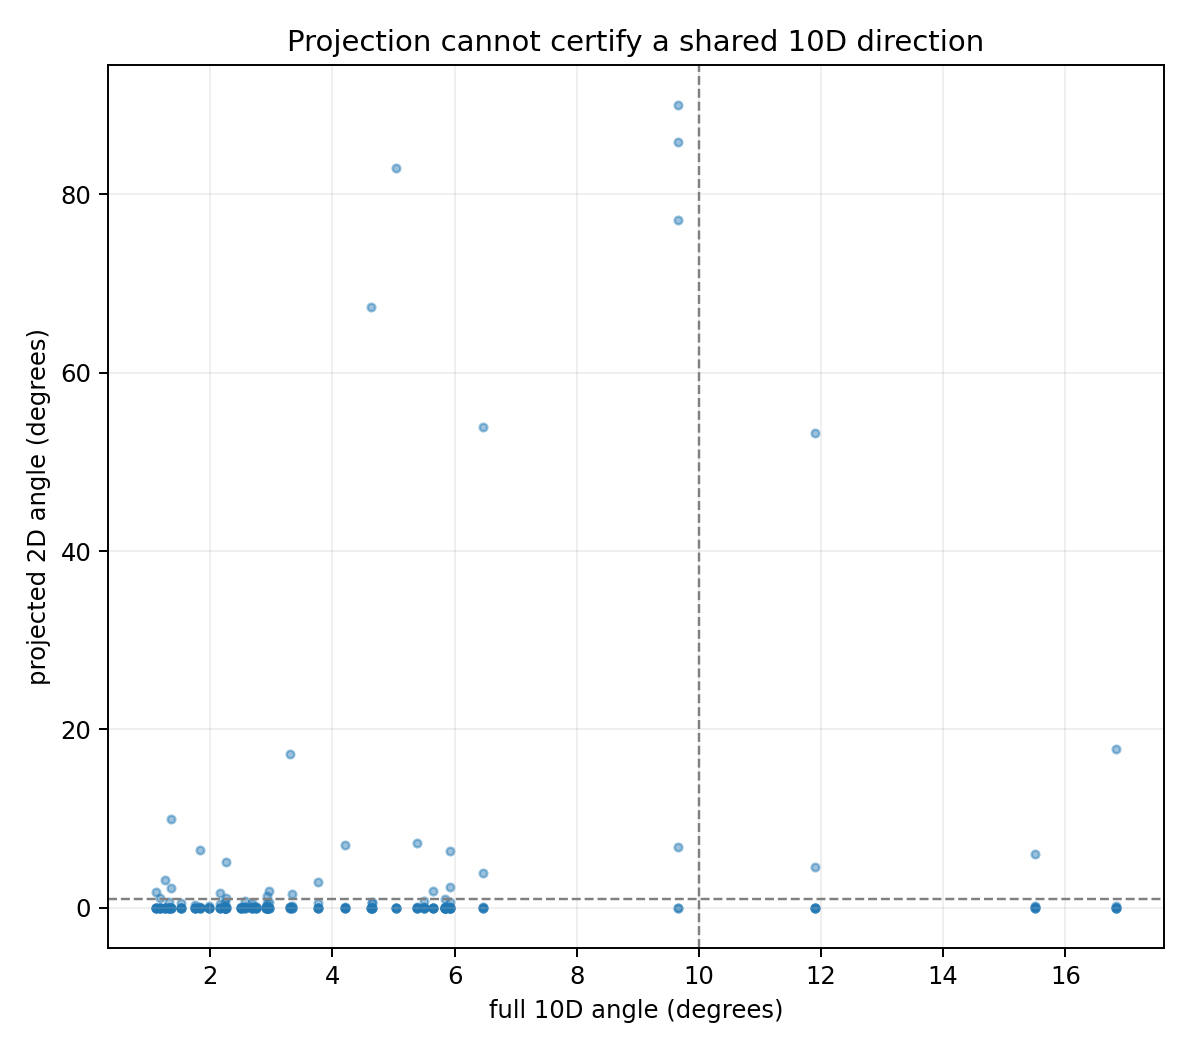 Projection cannot certify a shared 10D direction
projected 2D angle (degrees)
80
60
40
20
0
2 4 6 8 10 12 14 16
full 10D angle (degrees)